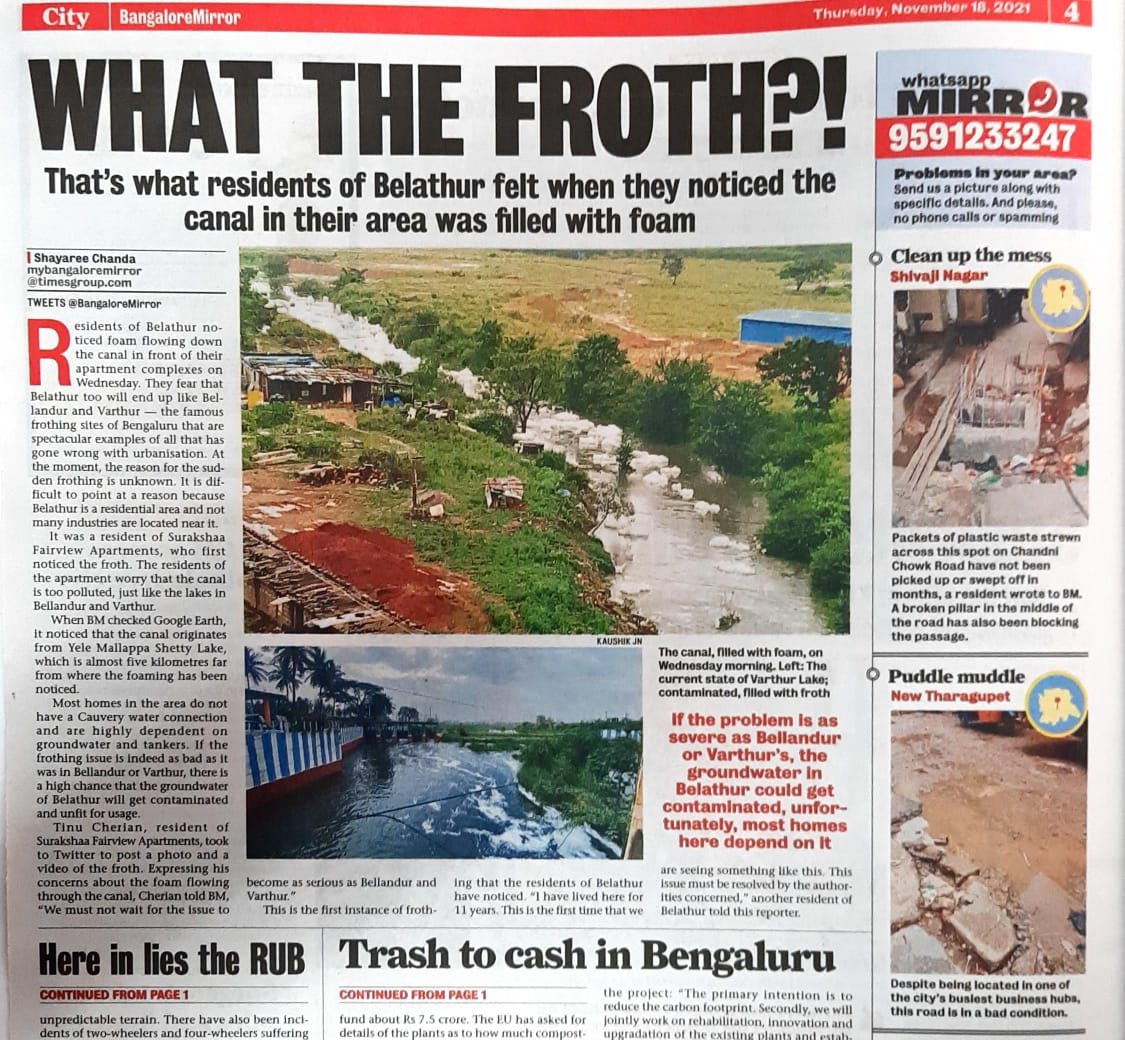 City
BangaloreMirror
Thursday, November 18, 2021
4
WHAT THE FROTH?!
That's what residents of Belathur felt when they noticed the
canal in their area was filled with foam
Shayaree Chanda
mybangaloremirror
@timesgroup.com
TWEETS @BangaloreMirror
Residents of Belathur no-
ticed foam flowing down
the canal in front of their
apartment complexes on
Wednesday. They fear that
Belathur too will end up like Bel-
landur and Varthur — the famous
frothing sites of Bengaluru that are
spectacular examples of all that has
gone wrong with urbanisation. At
the moment, the reason for the sud-
den frothing is unknown. It is dif-
ficult to point at a reason because
Belathur is a residential area and not
many industries are located near it.
It was a resident of Surakshaa
Fairview Apartments, who first
noticed the froth. The residents of
the apartment worry that the canal
is too polluted, just like the lakes in
Bellandur and Varthur.
When BM checked Google Earth,
it noticed that the canal originates
from Yele Mallappa Shetty Lake,
which is almost five kilometres far
from where the foaming has been
noticed.
Most homes in the area do not
have a Cauvery water connection
and are highly dependent on
groundwater and tankers. If the
frothing issue is indeed as bad as it
was in Bellandur or Varthur, there is
a high chance that the groundwater
of Belathur will get contaminated
and unfit for usage.
Tinu Cherian, resident of
Surakshaa Fairview Apartments, took
to Twitter to post a photo and a
video of the froth. Expressing his
concerns about the foam flowing
through the canal, Cherian told BM,
"We must not wait for the issue to
become as serious as Bellandur and
Varthur."
This is the first instance of froth-
ing that the residents of Belathur
have noticed. "I have lived here for
11 years. This is the first time that we
are seeing something like this. This
issue must be resolved by the author-
ities concerned," another resident of
Belathur told this reporter.
KAUSHIK JN
The canal, filled with foam, on
Wednesday morning. Left: The
current state of Varthur Lake;
contaminated, filled with froth
If the problem is as
severe as Bellandur
or Varthur's, the
groundwater in
Belathur could get
contaminated, unfor-
tunately, most homes
here depend on it
Here in lies the RUB
CONTINUED FROM PAGE 1
unpredictable terrain. There have also been inci-
dents of two-wheelers and four-wheelers suffering
Trash to cash in Bengaluru
CONTINUED FROM PAGE 1
fund about Rs 7.5 crore. The EU has asked for
details of the plants as to how much compost-
the project: "The primary intention is to
reduce the carbon footprint. Secondly, we will
jointly work on rehabilitation, innovation and
upgradation of the existing plants and estab-
whatsapp
MIRROR
9591233247
Problems in your area?
Send us a picture along with
specific details. And please,
no phone calls or spamming
Clean up the mess
Shivaji Nagar
Packets of plastic waste strewn
across this spot on Chandni
Chowk Road have not been
picked up or swept off in
months, a resident wrote to BM.
A broken pillar in the middle of
the road has also been blocking
the passage.
Puddle muddle
New Tharagupet
Despite being located in one of
the city's busiest business hubs,
this road is in a bad condition.